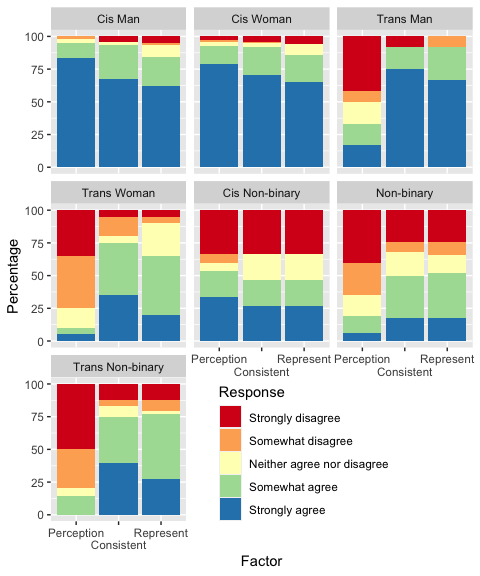 Cis Man Cis Woman Trans Man
100
75
50
25
0
Trans Woman Cis Non-binary Non-binary
100
75
50
25
0
Perception Represent Perception Represent
Consistent Consistent
Trans Non-binary
100
75
50
25
0
Perception Represent
Consistent
Percentage
Response
Strongly disagree
Somewhat disagree
Neither agree nor disagree
Somewhat agree
Strongly agree
Factor